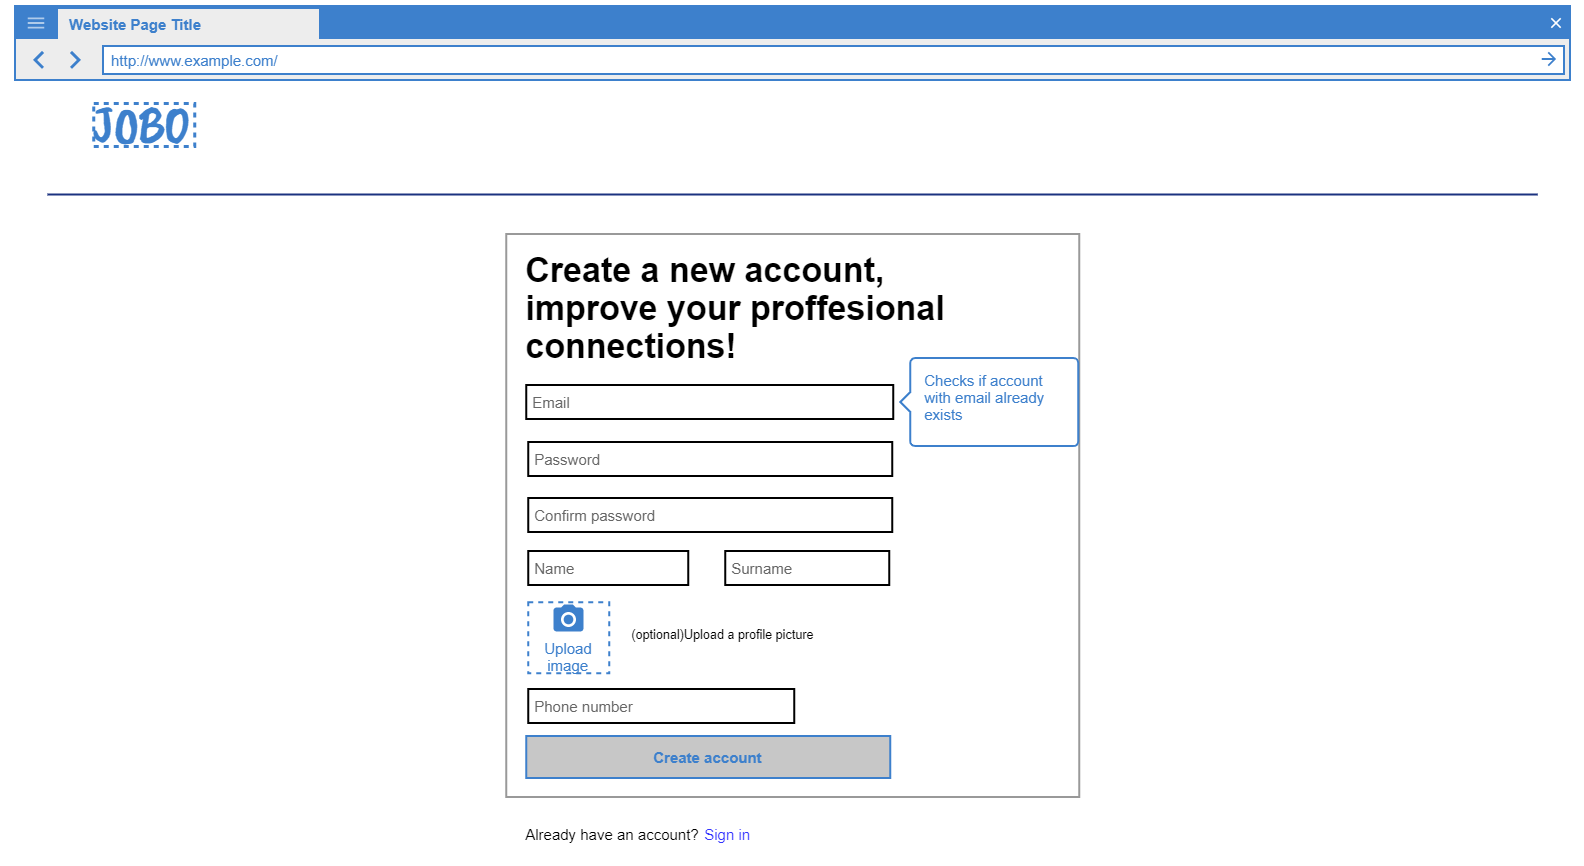 Website Page Title
http://www.example.com/
JOBO
Create a new account,
improve your proffesional
connections!
Checks if account
with email already
exists
Email
Password
Confirm password
Name Surname
Upload
image
(optional)Upload a profile picture
Phone number
Create account
Already have an account? Sign in